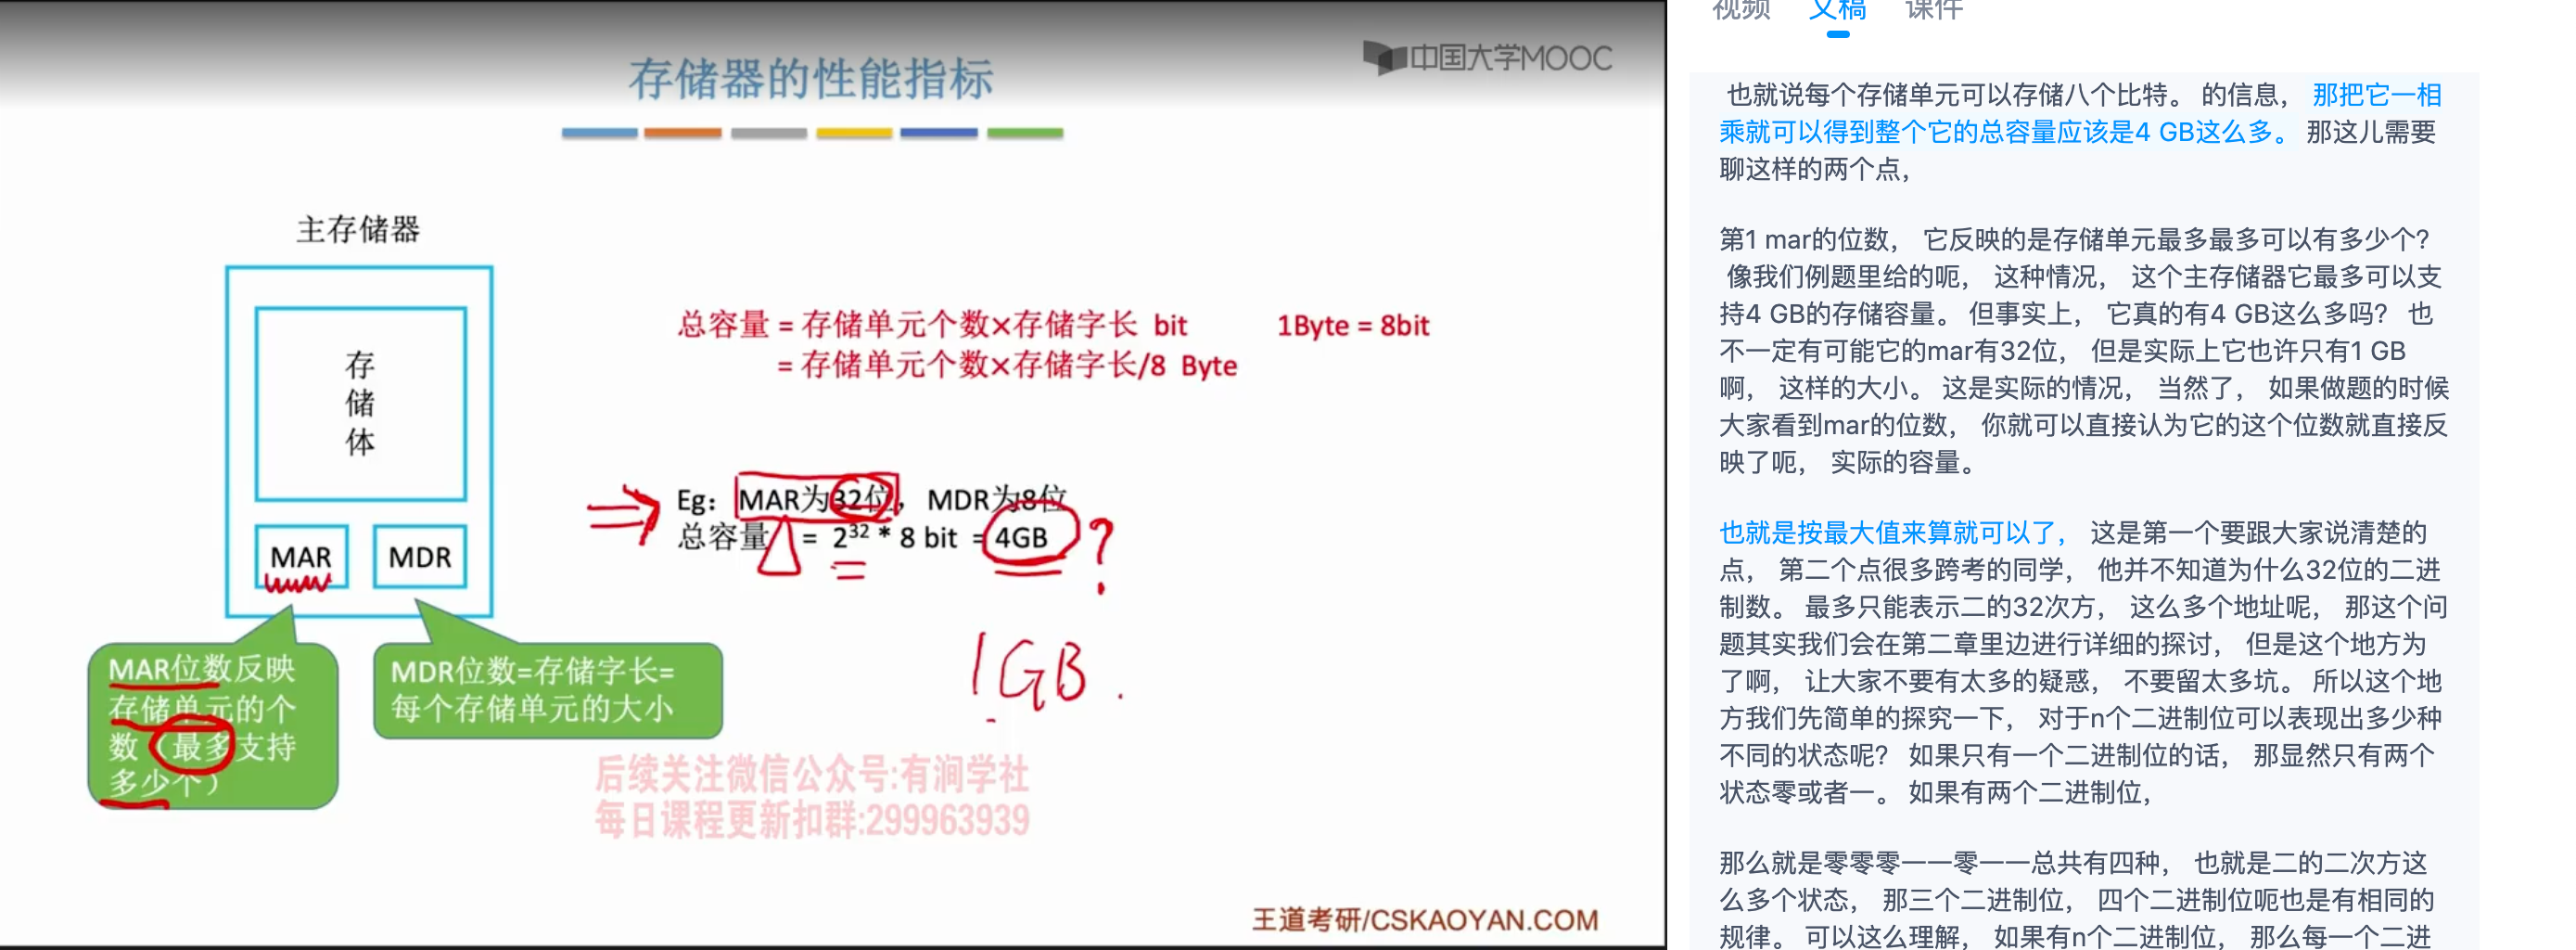 存储器的性能指标
中国大学MOOC
主存储器
存
储
体
MAR
MDR
MAR位数反映
存储单元的个
数（最多支持
多少个）
MDR位数=存储字长=
每个存储单元的大小
总容量 = 存储单元个数×存储字长 bit 1Byte = 8bit
= 存储单元个数×存储字长/8 Byte
Eg: MAR为32位，MDR为8位
总容量 = 2³² * 8 bit = 4GB ?
1GB.
后续关注微信公众号:有涧学社
每日课程更新扣群:299963939
王道考研/CSKAOYAN.COM
视频 文稿 课件
也就说每个存储单元可以存储八个比特。 的信息， 那把它一相
乘就可以得到整个它的总容量应该是4 GB这么多。 那这儿需要
聊这样的两个点，
第1 mar的位数， 它反映的是存储单元最多最多可以有多少个？
像我们例题里给的呃， 这种情况， 这个主存储器它最多可以支
持4 GB的存储容量。 但事实上， 它真的有4 GB这么多吗？ 也
不一定有可能它的mar有32位， 但是实际上它也许只有1 GB
啊， 这样的大小。 这是实际的情况， 当然了， 如果做题的时候
大家看到mar的位数， 你就可以直接认为它的这个位数就直接反
映了呃， 实际的容量。
也就是按最大值来算就可以了， 这是第一个要跟大家说清楚的
点， 第二个点很多跨考的同学， 他并不知道为什么32位的二进
制数。 最多只能表示二的32次方， 这么多个地址呢， 那这个问
题其实我们会在第二章里边进行详细的探讨， 但是这个地方为
了啊， 让大家不要有太多的疑惑， 不要留太多坑。 所以这个地
方我们先简单的探究一下， 对于n个二进制位可以表现出多少种
不同的状态呢？ 如果只有一个二进制位的话， 那显然只有两个
状态零或者一。 如果有两个二进制位，
那么就是零零零一一零一一总共有四种， 也就是二的二次方这
么多个状态， 那三个二进制位， 四个二进制位呃也是有相同的
规律。 可以这么理解， 如果有n个二进制位， 那么每一个二进